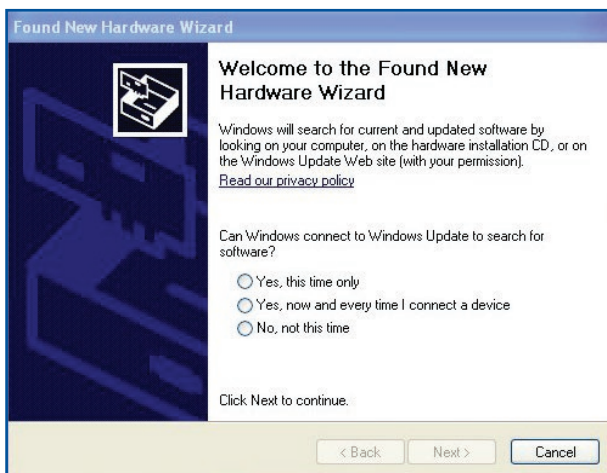 Found New Hardware Wizard
Welcome to the Found New
Hardware Wizard
Windows will search for current and updated software by
looking on your computer, on the hardware installation CD, or on
the Windows Update Web site (with your permission).
Read our privacy policy
Can Windows connect to Windows Update to search for
software?
Yes, this time only
Yes, now and every time I connect a device
No, not this time
Click Next to continue.
< Back Next > Cancel